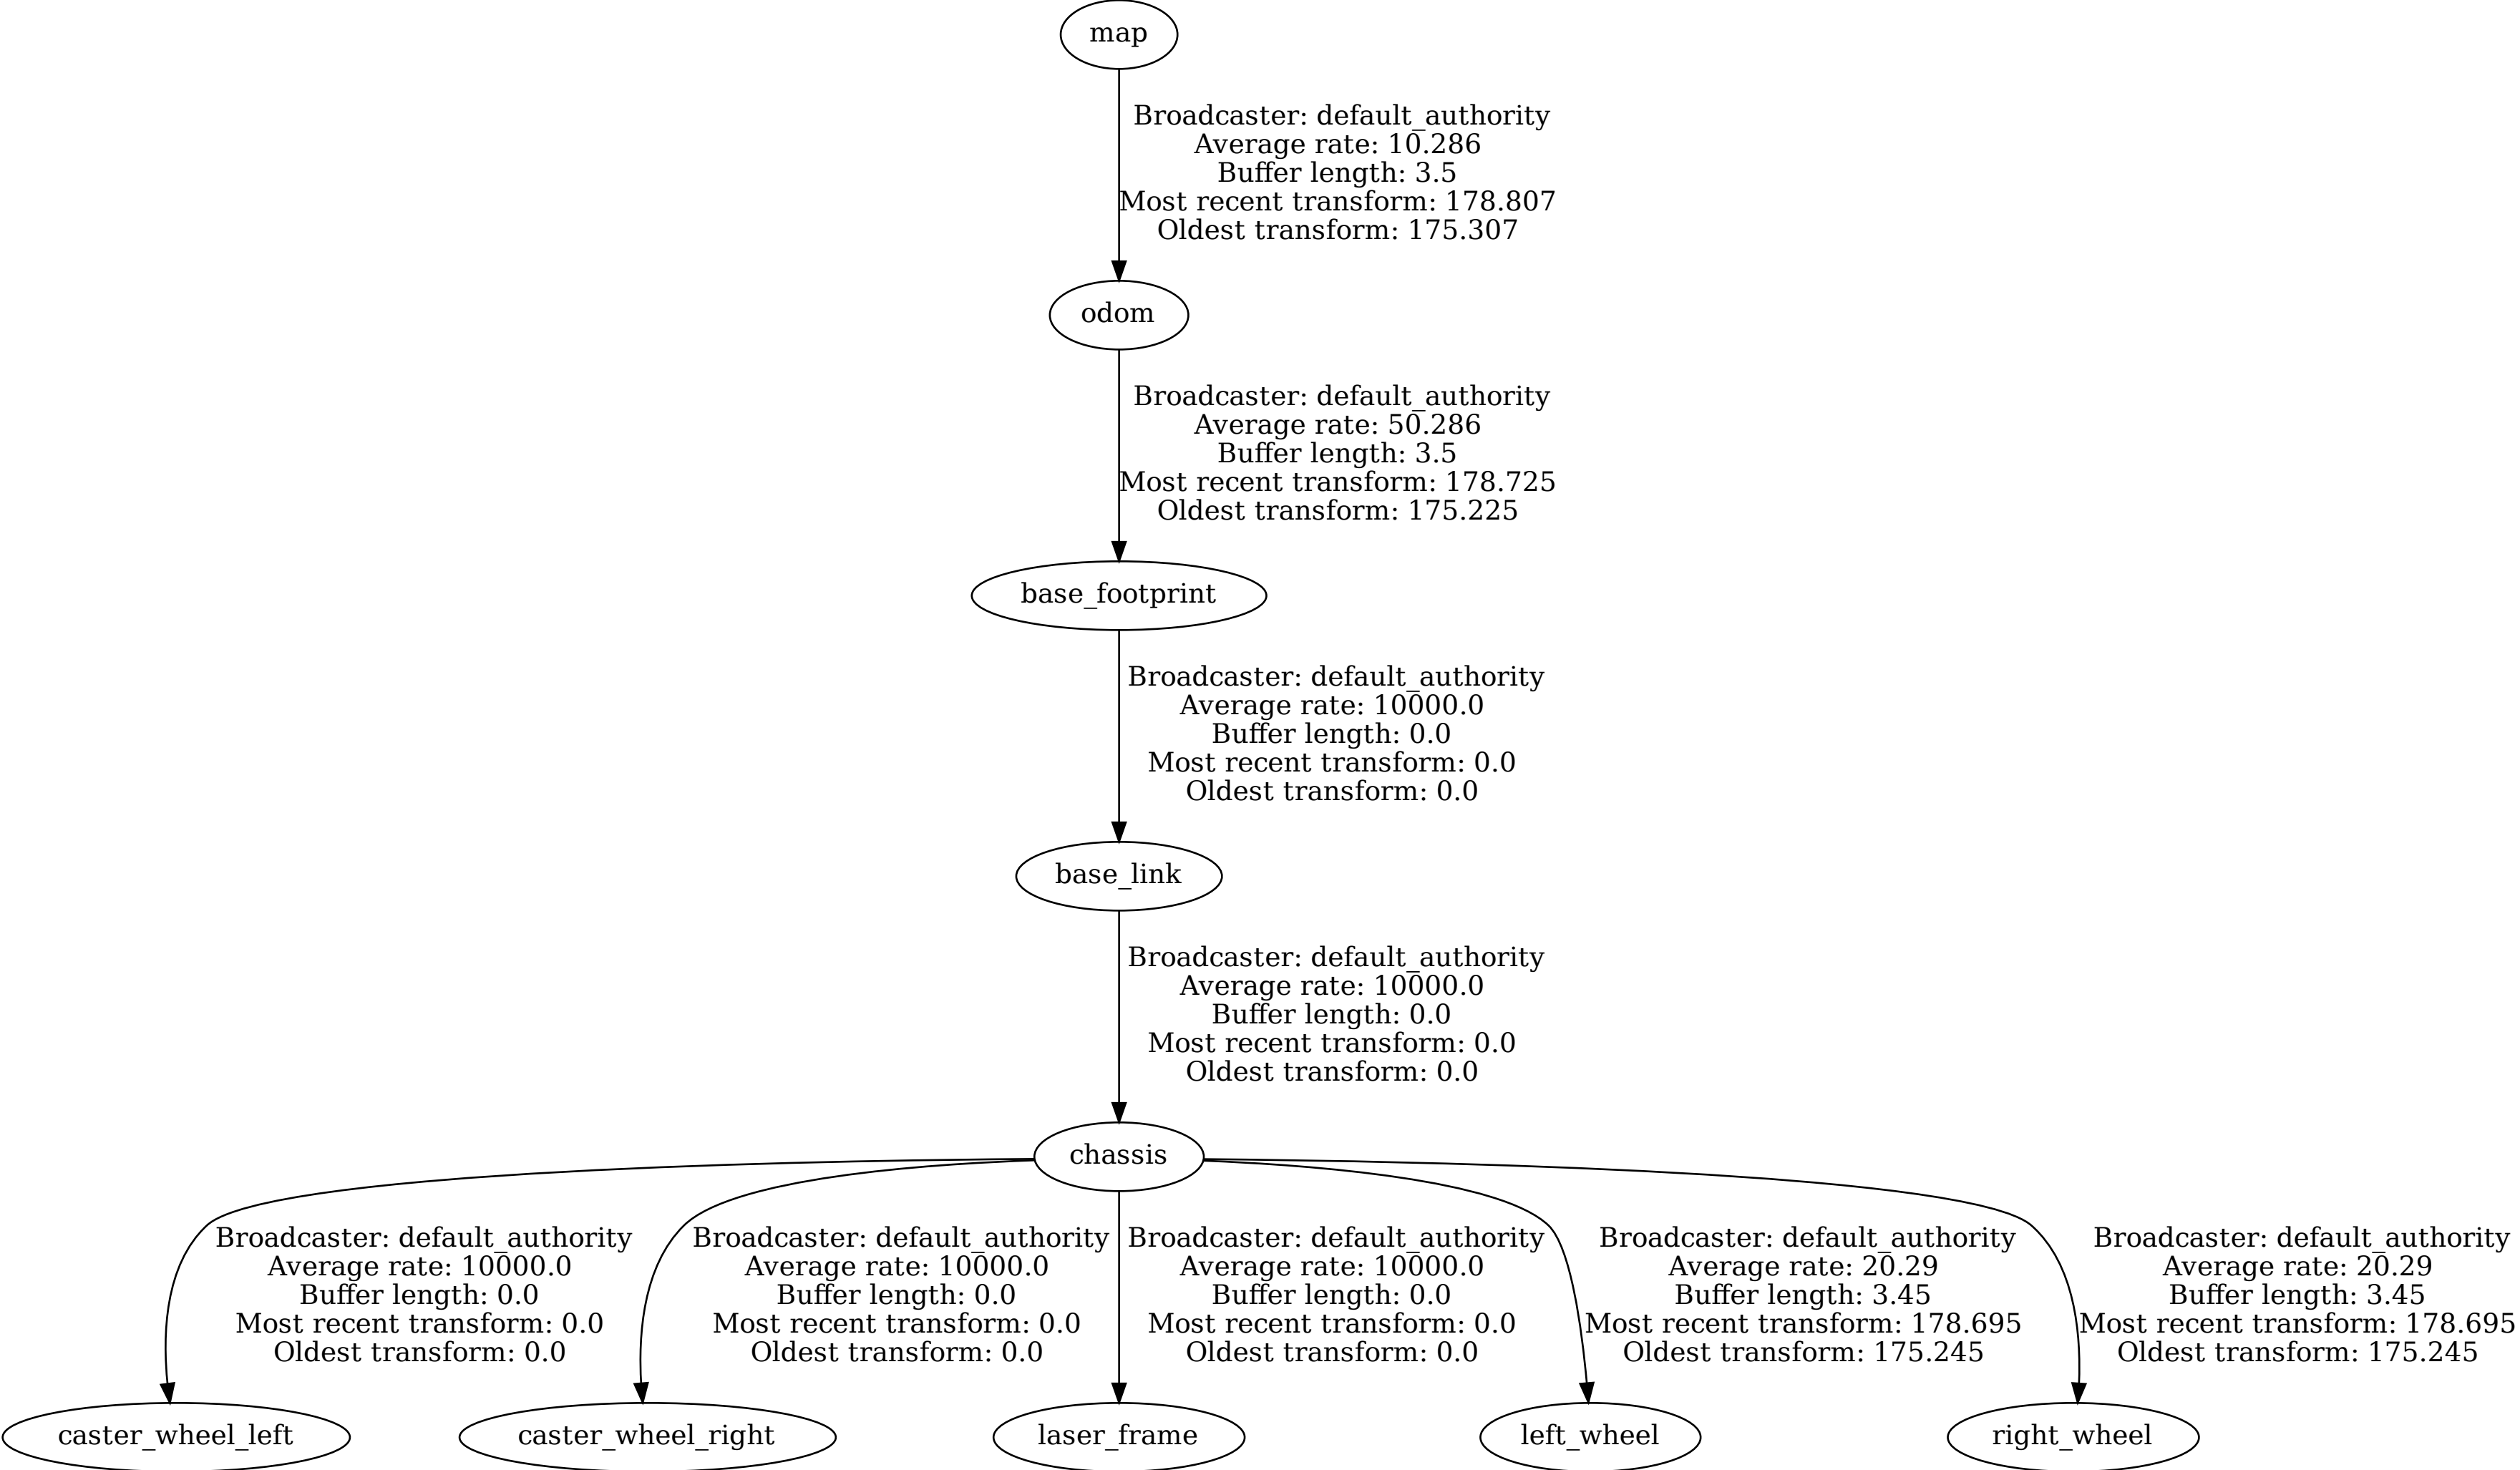 map
Broadcaster: default_authority
Average rate: 10.286
Buffer length: 3.5
Most recent transform: 178.807
Oldest transform: 175.307
odom
Broadcaster: default_authority
Average rate: 50.286
Buffer length: 3.5
Most recent transform: 178.725
Oldest transform: 175.225
base_footprint
Broadcaster: default_authority
Average rate: 10000.0
Buffer length: 0.0
Most recent transform: 0.0
Oldest transform: 0.0
base_link
Broadcaster: default_authority
Average rate: 10000.0
Buffer length: 0.0
Most recent transform: 0.0
Oldest transform: 0.0
chassis
Broadcaster: default_authority
Average rate: 10000.0
Buffer length: 0.0
Most recent transform: 0.0
Oldest transform: 0.0
Broadcaster: default_authority
Average rate: 10000.0
Buffer length: 0.0
Most recent transform: 0.0
Oldest transform: 0.0
Broadcaster: default_authority
Average rate: 10000.0
Buffer length: 0.0
Most recent transform: 0.0
Oldest transform: 0.0
Broadcaster: default_authority
Average rate: 20.29
Buffer length: 3.45
Most recent transform: 178.695
Oldest transform: 175.245
Broadcaster: default_authority
Average rate: 20.29
Buffer length: 3.45
Most recent transform: 178.695
Oldest transform: 175.245
caster_wheel_left
caster_wheel_right
laser_frame
left_wheel
right_wheel